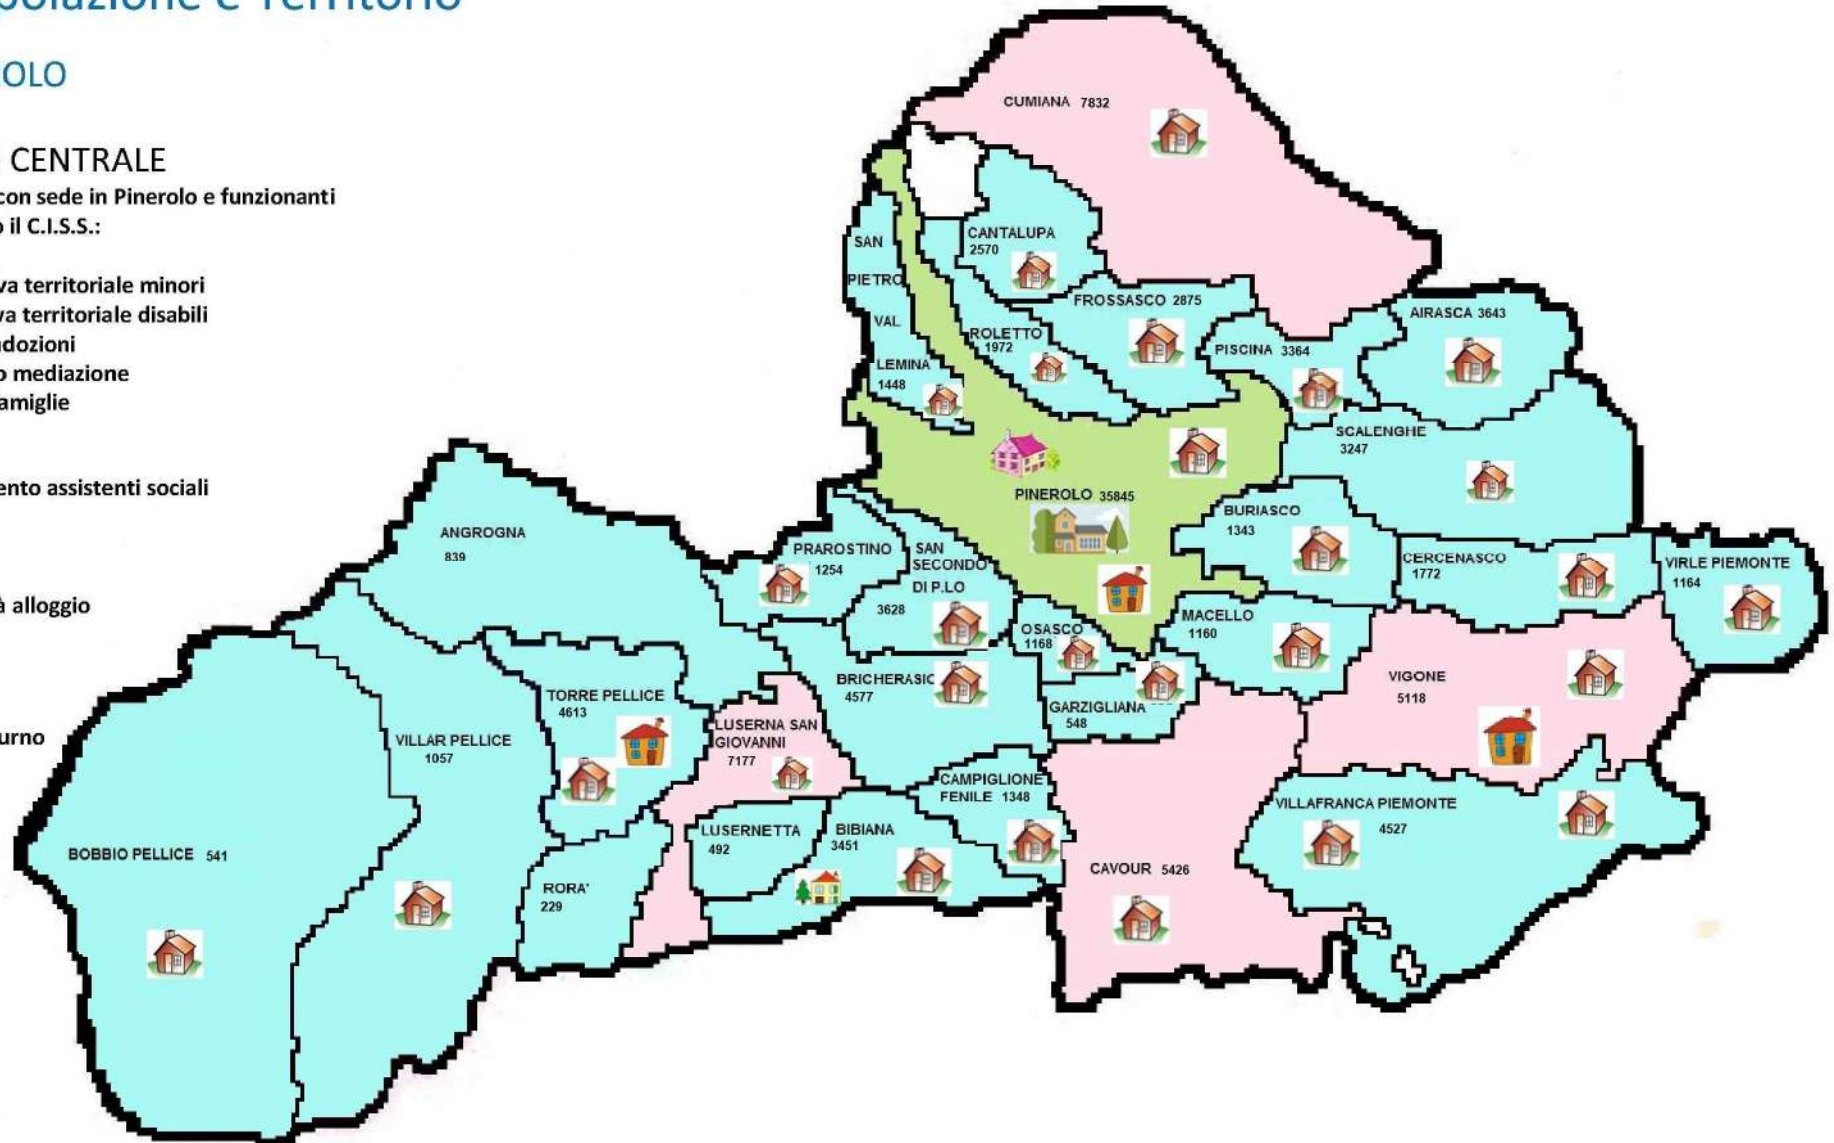 polazione e Territorio
OLO
CENTRALE
con sede in Pinerolo e funzionanti
o il C.I.S.S.:
va territoriale minori
va territoriale disabili
dozioni
o mediazione
amiglie
ento assistenti sociali
à alloggio
urno
CUMIANA 7832
SAN
PIETRO
VAL
LEMINA
1448
CANTALUPA
2570
FROSSASCO 2875
ROLETTO
1972
PISCINA 3364
AIRASCA 3643
SCALENGHE
3247
PINEROLO 35845
BURIASCO
1343
CERCENASCO
1772
VIRLE PIEMONTE
1164
ANGROGNA
839
PRAROSTINO
1254
SAN
SECONDO
DI P.LO
3628
OSASCO
1168
MACELLO
1160
VIGONE
5118
BRICHERASIO
4577
GARZIGLIANA
548
TORRE PELLICE
4613
LUSERNA SAN
GIOVANNI
7177
VILLAR PELLICE
1057
CAMPIGLIONE
FENILE 1348
VILLAFRANCA PIEMONTE
4527
LUSERNETTA
492
BIBIANA
3451
BOBBIO PELLICE 541
RORA'
229
CAVOUR 5426